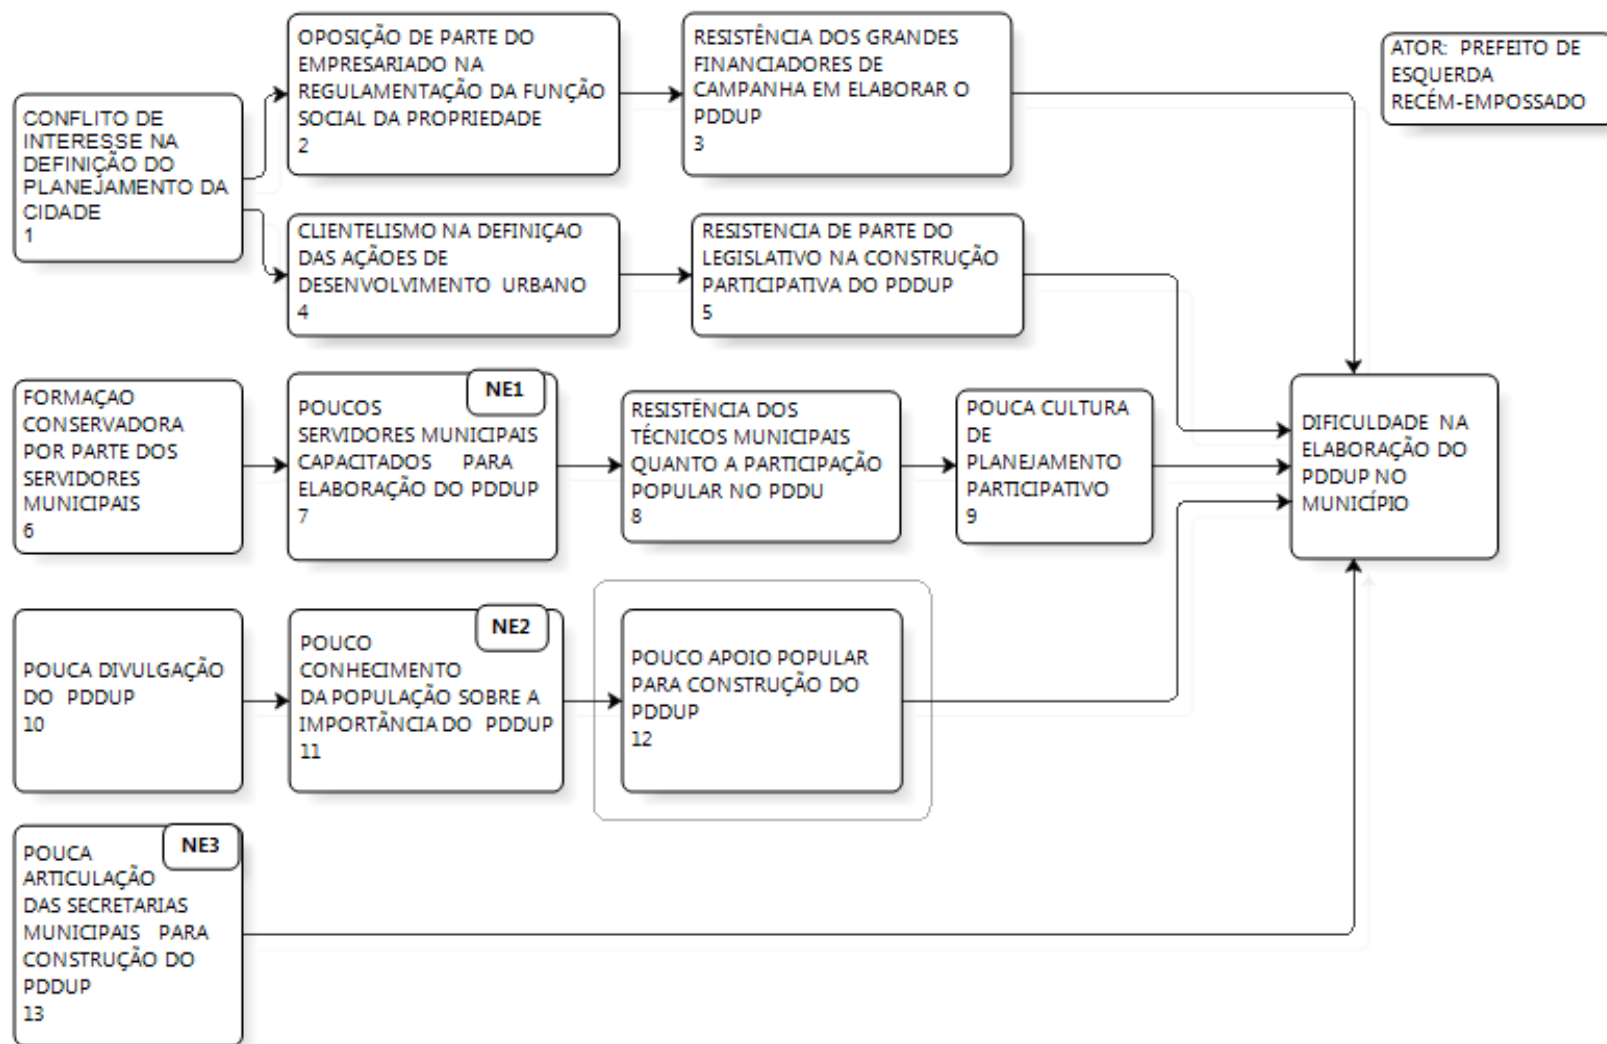 OPOSIÇÃO DE PARTE DO
EMPRESARIADO NA
REGULAMENTAÇÃO DA FUNÇÃO
SOCIAL DA PROPRIEDADE
2
RESISTÊNCIA DOS GRANDES
FINANCIADORES DE
CAMPANHA EM ELABORAR O
PDDUP
3
ATOR: PREFEITO DE
ESQUERDA
RECÉM-EMPOSSADO
CONFLITO DE
INTERESSE NA
DEFINIÇÃO DO
PLANEJAMENTO DA
CIDADE
1
CLIENTELISMO NA DEFINIÇAO
DAS AÇÃOES DE
DESENVOLVIMENTO URBANO
4
RESISTENCIA DE PARTE DO
LEGISLATIVO NA CONSTRUÇÃO
PARTICIPATIVA DO PDDUP
5
FORMAÇAO
CONSERVADORA
POR PARTE DOS
SERVIDORES
MUNICIPAIS
6
NE1
POUCOS
SERVIDORES MUNICIPAIS
CAPACITADOS PARA
ELABORAÇÃO DO PDDUP
7
RESISTÊNCIA DOS
TÉCNICOS MUNICIPAIS
QUANTO A PARTICIPAÇÃO
POPULAR NO PDDU
8
POUCA CULTURA
DE
PLANEJAMENTO
PARTICIPATIVO
9
DIFICULDADE NA
ELABORAÇÃO DO
PDDUP NO
MUNICÍPIO
POUCA DIVULGAÇÃO
DO PDDUP
10
NE2
POUCO
CONHECIMENTO
DA POPULAÇÃO SOBRE A
IMPORTÂNCIA DO PDDUP
11
POUCO APOIO POPULAR
PARA CONSTRUÇÃO DO
PDDUP
12
NE3
POUCA
ARTICULAÇÃO
DAS SECRETARIAS
MUNICIPAIS PARA
CONSTRUÇÃO DO
PDDUP
13